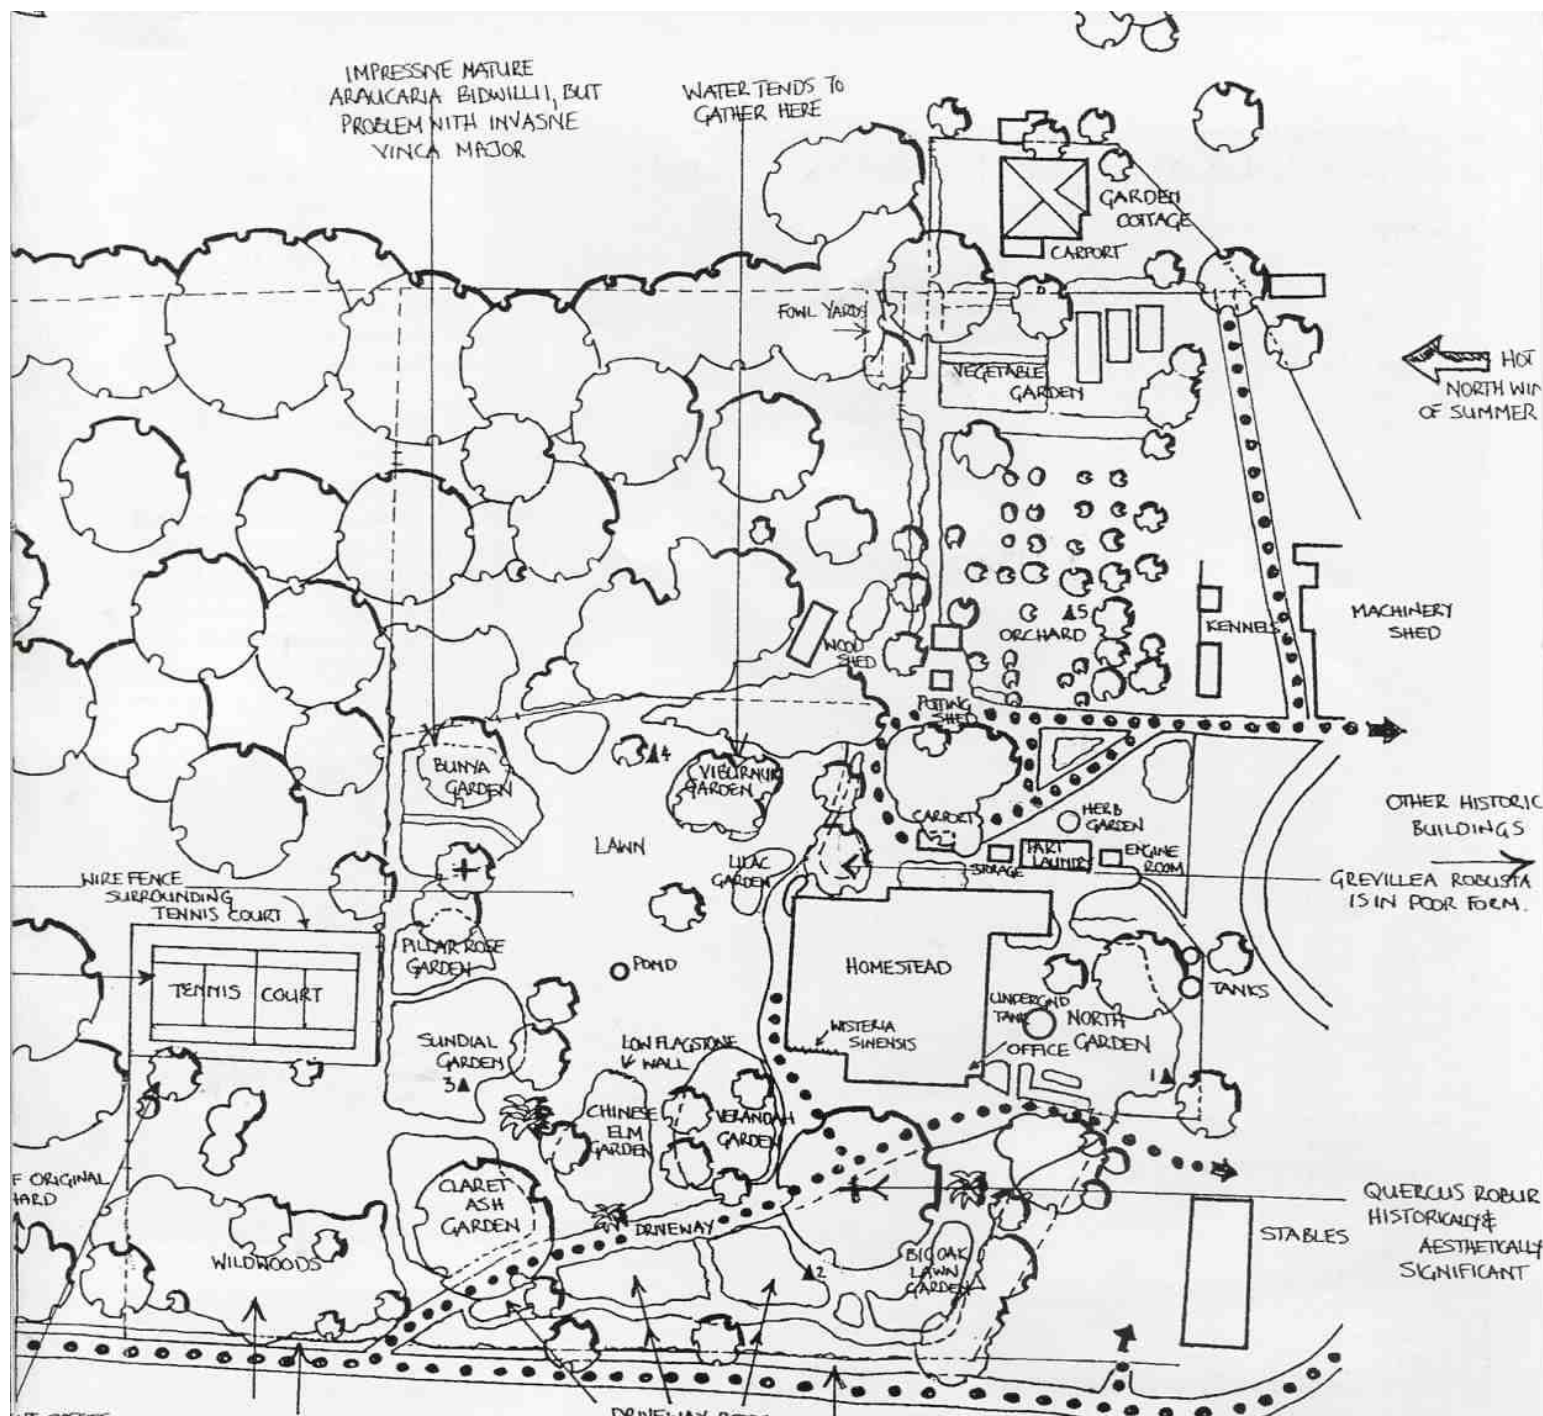 IMPRESSIVE MATURE
ARAUCARIA BIDWILLII, BUT
PROBLEM WITH INVASIVE
VINCA MAJOR
WATER TENDS TO
GATHER HERE
GARDEN
COTTAGE
CARPORT
FOWL YARDS
VEGETABLE
GARDEN
HOT
NORTH WIN
OF SUMMER
ORCHARD
5
KENNELS
MACHINERY
SHED
WOOD
SHED
POTTING
SHED
BUNYA
GARDEN
4
VIBURNUM
GARDEN
LAWN
LILAC
GARDEN
CARPORT
HERB
GARDEN
STORAGE
PART
LAUNDRY
ENGINE
ROOM
OTHER HISTORIC
BUILDINGS
GREVILLEA ROBUSTA
IS IN POOR FORM.
WIRE FENCE
SURROUNDING
TENNIS COURT
PILLAR ROSE
GARDEN
TENNIS COURT
POND
HOMESTEAD
UNDERGND
TANK
NORTH
GARDEN
TANKS
WISTERIA
SINENSIS
OFFICE
1
SUNDIAL
GARDEN
3
LOW FLAGSTONE
WALL
CHINESE
ELM
GARDEN
VERANDAH
GARDEN
F ORIGINAL
HARD
CLARET
ASH
GARDEN
DRIVEWAY
WILDWOODS
2
BIG OAK
LAWN
GARDEN
STABLES
QUERCUS ROBUR
HISTORICALLY &
AESTHETICALLY
SIGNIFICANT
DRIVEWAY BEDS